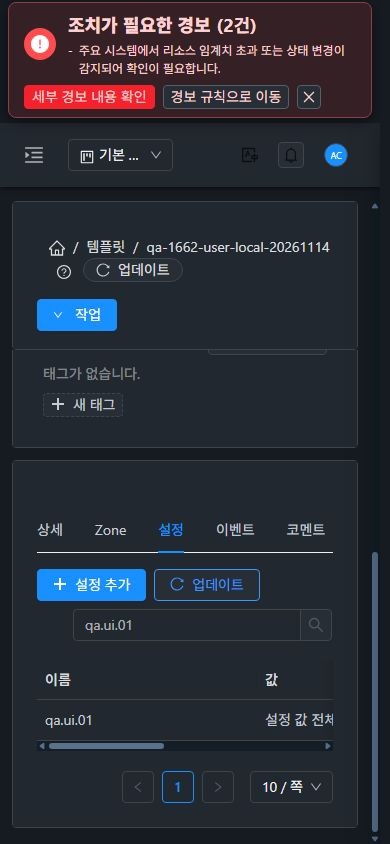 조치가 필요한 경보 (2건)
- 주요 시스템에서 리소스 임계치 초과 또는 상태 변경이
감지되어 확인이 필요합니다.
세부 경보 내용 확인 경보 규칙으로 이동
기본 ... AC
/ 템플릿 / qa-1662-user-local-20261114
업데이트
작업
태그가 없습니다.
+ 새 태그
상세 Zone 설정 이벤트 코멘트
+ 설정 추가 업데이트
qa.ui.01
이름 값
qa.ui.01 설정 값 전체
< 1 > 10 / 쪽